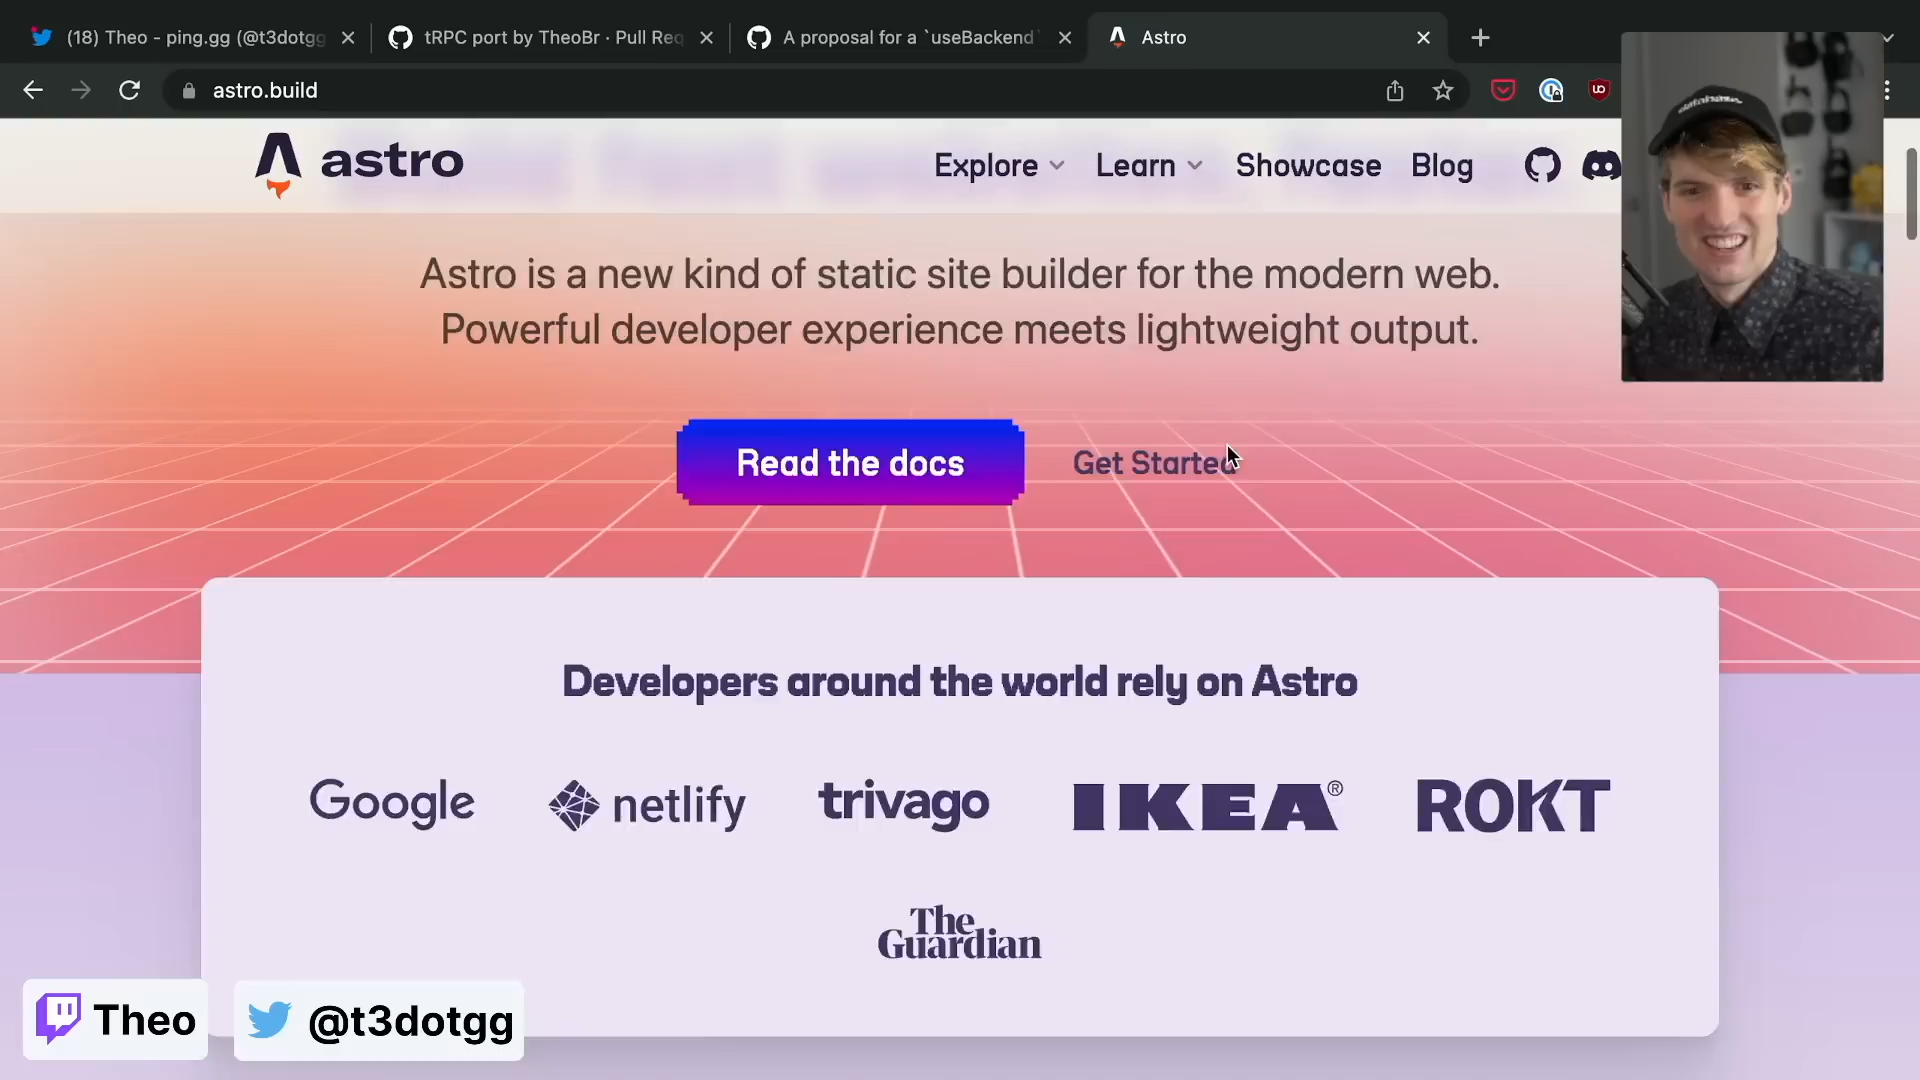 (18) Theo - ping.gg (@t3dotgg
tRPC port by TheoBr · Pull Req
A proposal for a `useBackend`
Astro
astro.build
astro
Explore
Learn
Showcase
Blog
Astro is a new kind of static site builder for the modern web.
Powerful developer experience meets lightweight output.
Read the docs
Get Started
Developers around the world rely on Astro
Google
netlify
trivago
IKEA®
ROKT
The
Guardian
Theo
@t3dotgg